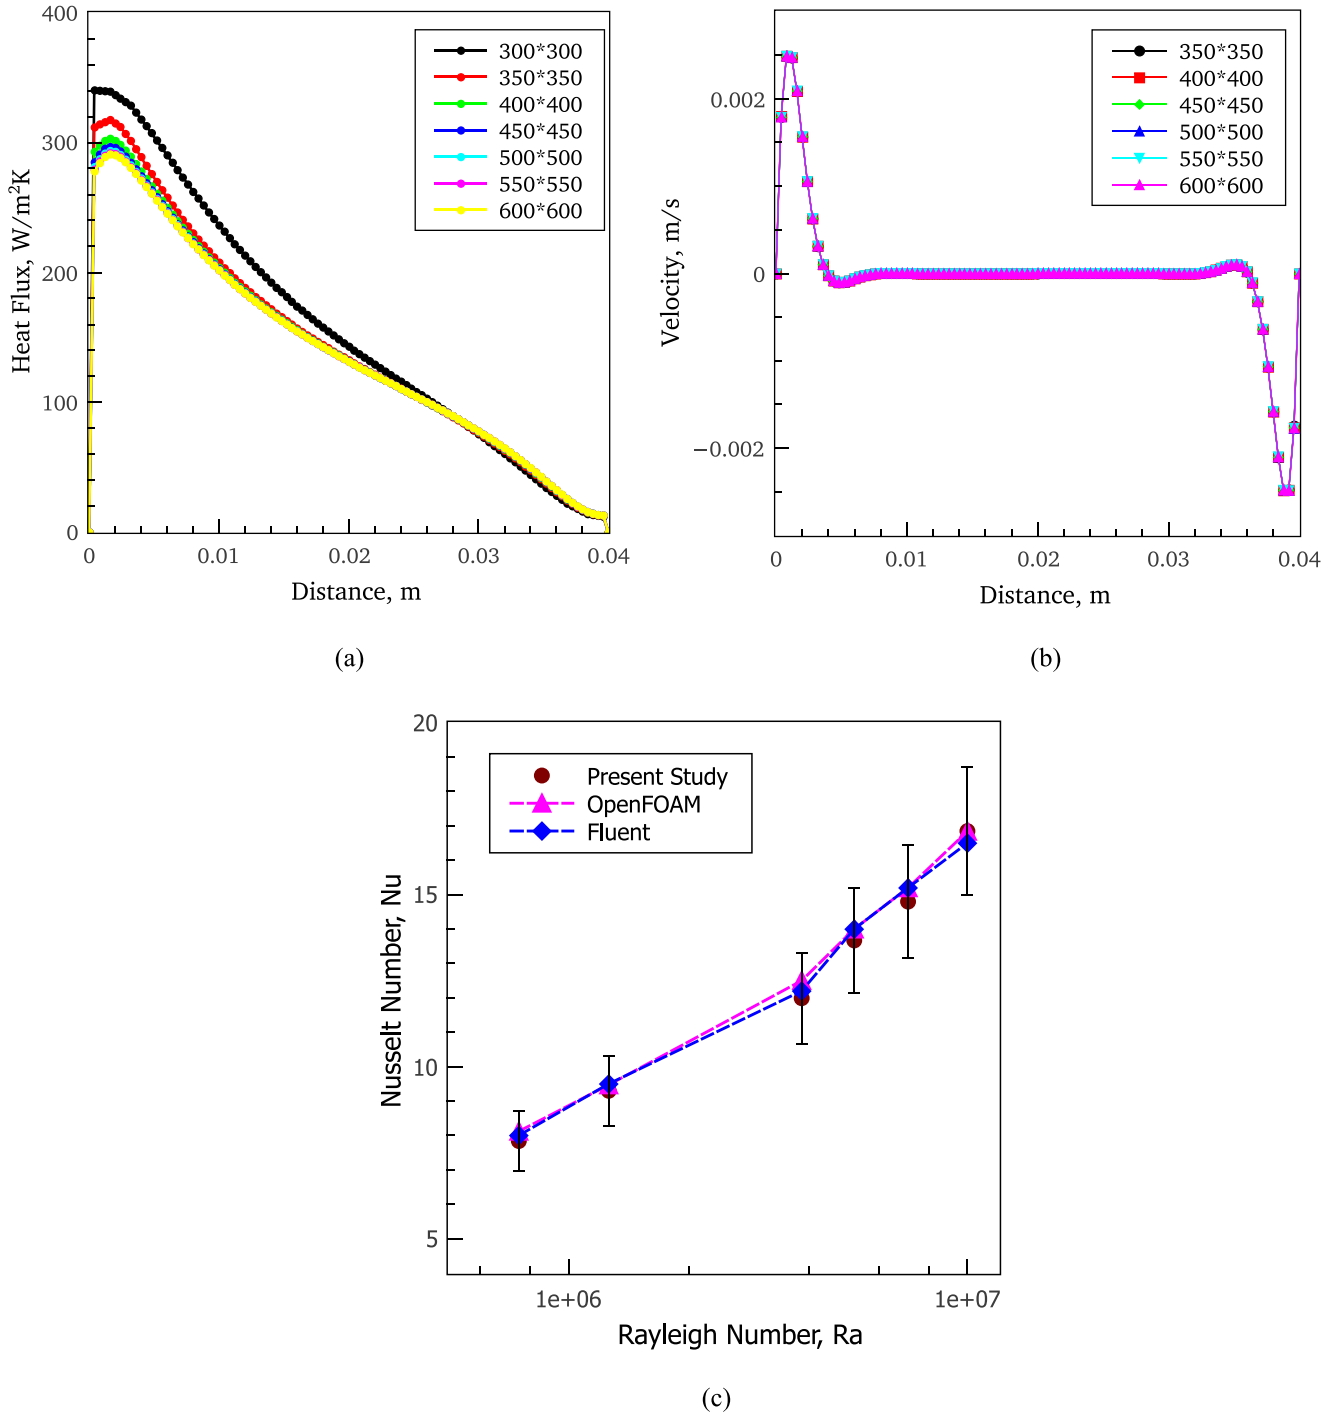 400
300
200
100
0
Heat Flux, W/m²K
300*300
350*350
400*400
450*450
500*500
550*550
600*600
0
0.01
0.02
0.03
0.04
Distance, m
(a)
0.002
0
−0.002
Velocity, m/s
350*350
400*400
450*450
500*500
550*550
600*600
0
0.01
0.02
0.03
0.04
Distance, m
(b)
20
15
10
5
Nusselt Number, Nu
Present Study
OpenFOAM
Fluent
1e+06
1e+07
Rayleigh Number, Ra
(c)